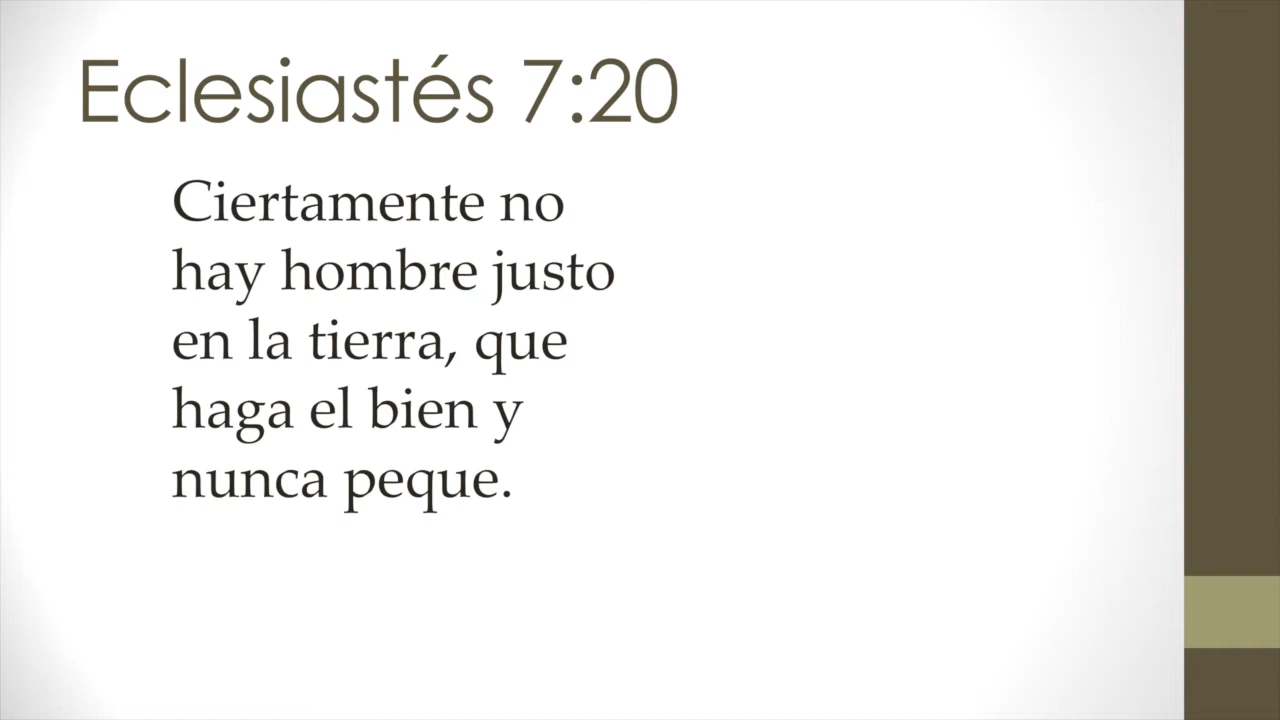 Eclesiastés 7:20
Ciertamente no
hay hombre justo
en la tierra, que
haga el bien y
nunca peque.